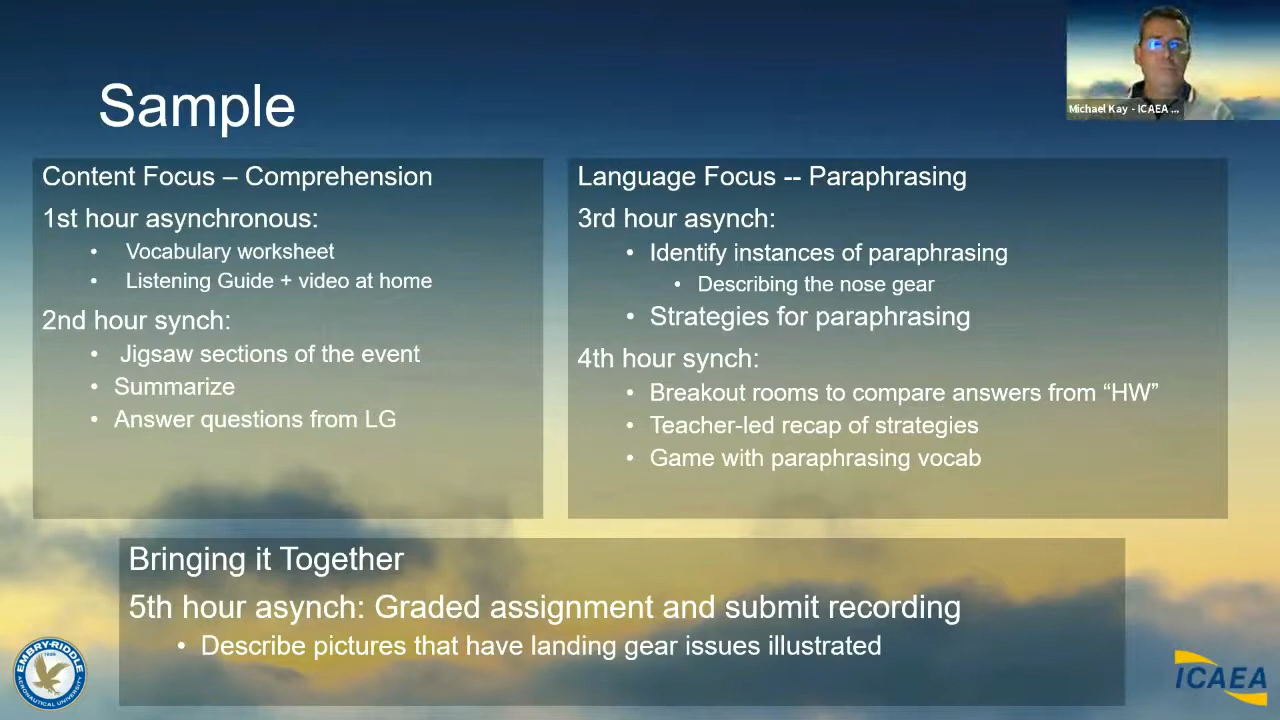 Michael Kay - ICAEA ...
Sample
Content Focus – Comprehension
1st hour asynchronous:
• Vocabulary worksheet
• Listening Guide + video at home
2nd hour synch:
• Jigsaw sections of the event
• Summarize
• Answer questions from LG
Language Focus -- Paraphrasing
3rd hour asynch:
• Identify instances of paraphrasing
• Describing the nose gear
• Strategies for paraphrasing
4th hour synch:
• Breakout rooms to compare answers from “HW”
• Teacher-led recap of strategies
• Game with paraphrasing vocab
Bringing it Together
5th hour asynch: Graded assignment and submit recording
• Describe pictures that have landing gear issues illustrated
EMBRY-RIDDLE
AERONAUTICAL UNIVERSITY
ICAEA